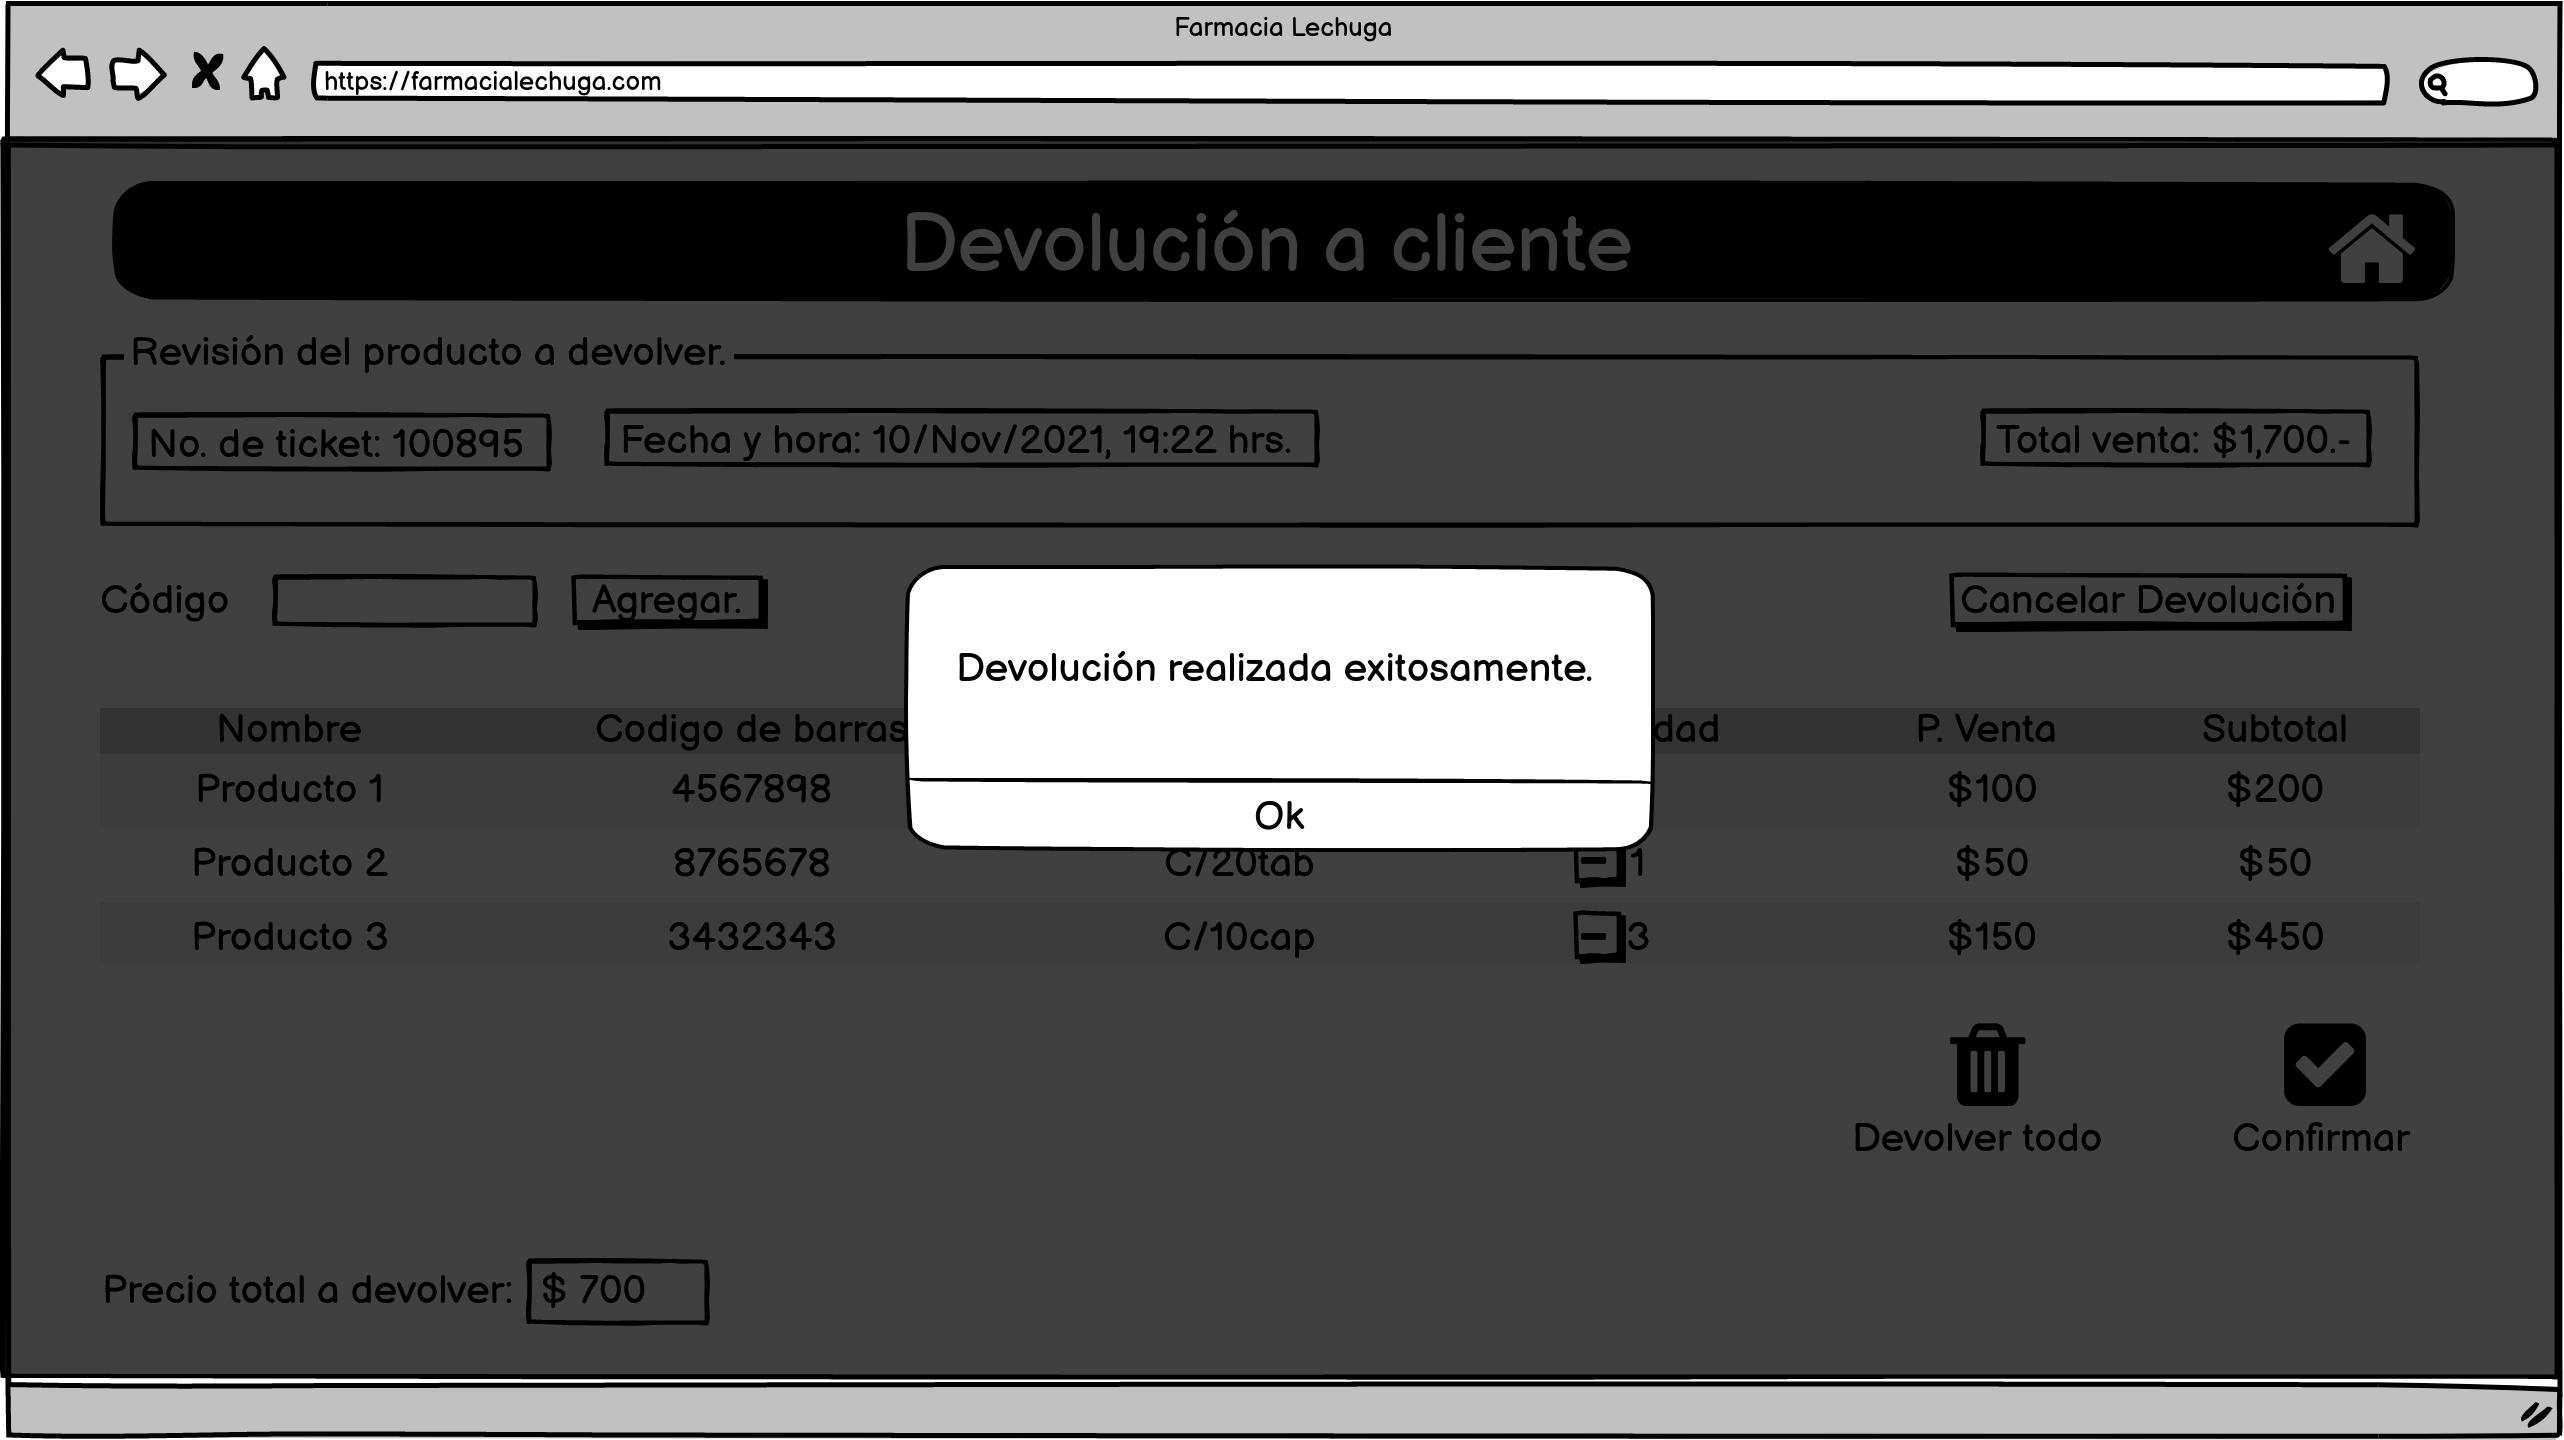 Farmacia Lechuga
https://farmacialechuga.com
Devolución a cliente
Revisión del producto a devolver.
No. de ticket: 100895 Fecha y hora: 10/Nov/2021, 19:22 hrs. Total venta: $1,700.-
Código Agregar. Cancelar Devolución
Devolución realizada exitosamente.
Ok
Nombre Codigo de barras P. Venta Subtotal
Producto 1 4567898 $100 $200
Producto 2 8765678 C/20tab 1 $50 $50
Producto 3 3432343 C/10cap 3 $150 $450
Devolver todo Confirmar
Precio total a devolver: $ 700